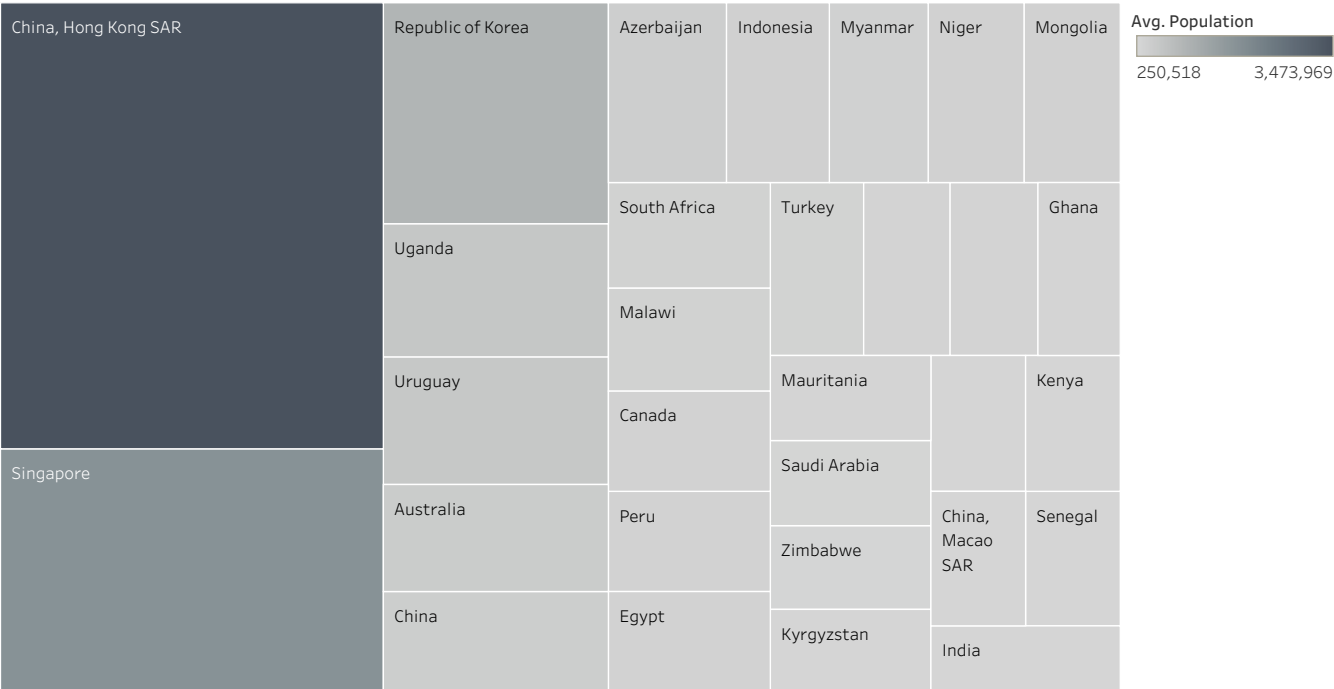 China, Hong Kong SAR
Republic of Korea
Azerbaijan
Indonesia
Myanmar
Niger
Mongolia
Avg. Population
250,518
3,473,969
South Africa
Turkey
Ghana
Uganda
Malawi
Uruguay
Mauritania
Kenya
Canada
Saudi Arabia
Singapore
Australia
Peru
China,
Macao
SAR
Senegal
Zimbabwe
China
Egypt
Kyrgyzstan
India